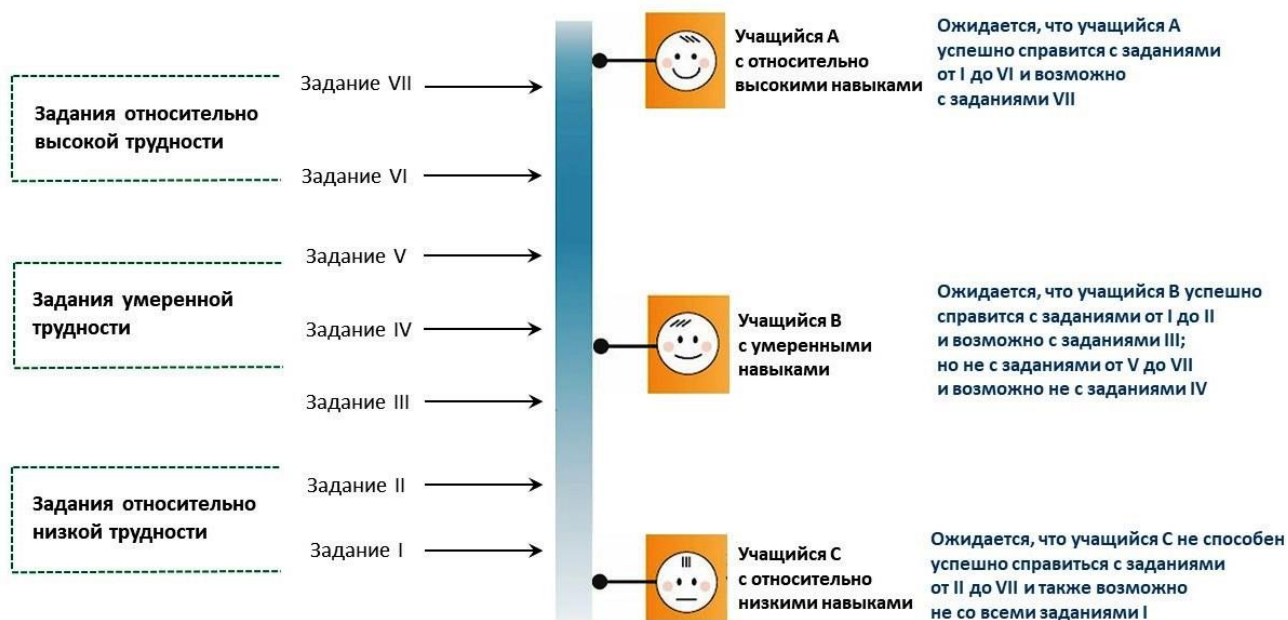 Задания относительно
высокой трудности
Задания умеренной
трудности
Задания относительно
низкой трудности
Задание VII
Задание VI
Задание V
Задание IV
Задание III
Задание II
Задание I
Учащийся A
с относительно
высокими навыками
Ожидается, что учащийся A
успешно справится с заданиями
от I до VI и возможно
с заданиями VII
Учащийся B
с умеренными
навыками
Ожидается, что учащийся B успешно
справится с заданиями от I до II
и возможно с заданиями III;
но не с заданиями от V до VII
и возможно не с заданиями IV
Учащийся C
с относительно
низкими навыками
Ожидается, что учащийся C не способен
успешно справиться с заданиями
от II до VII и также возможно
не со всеми заданиями I